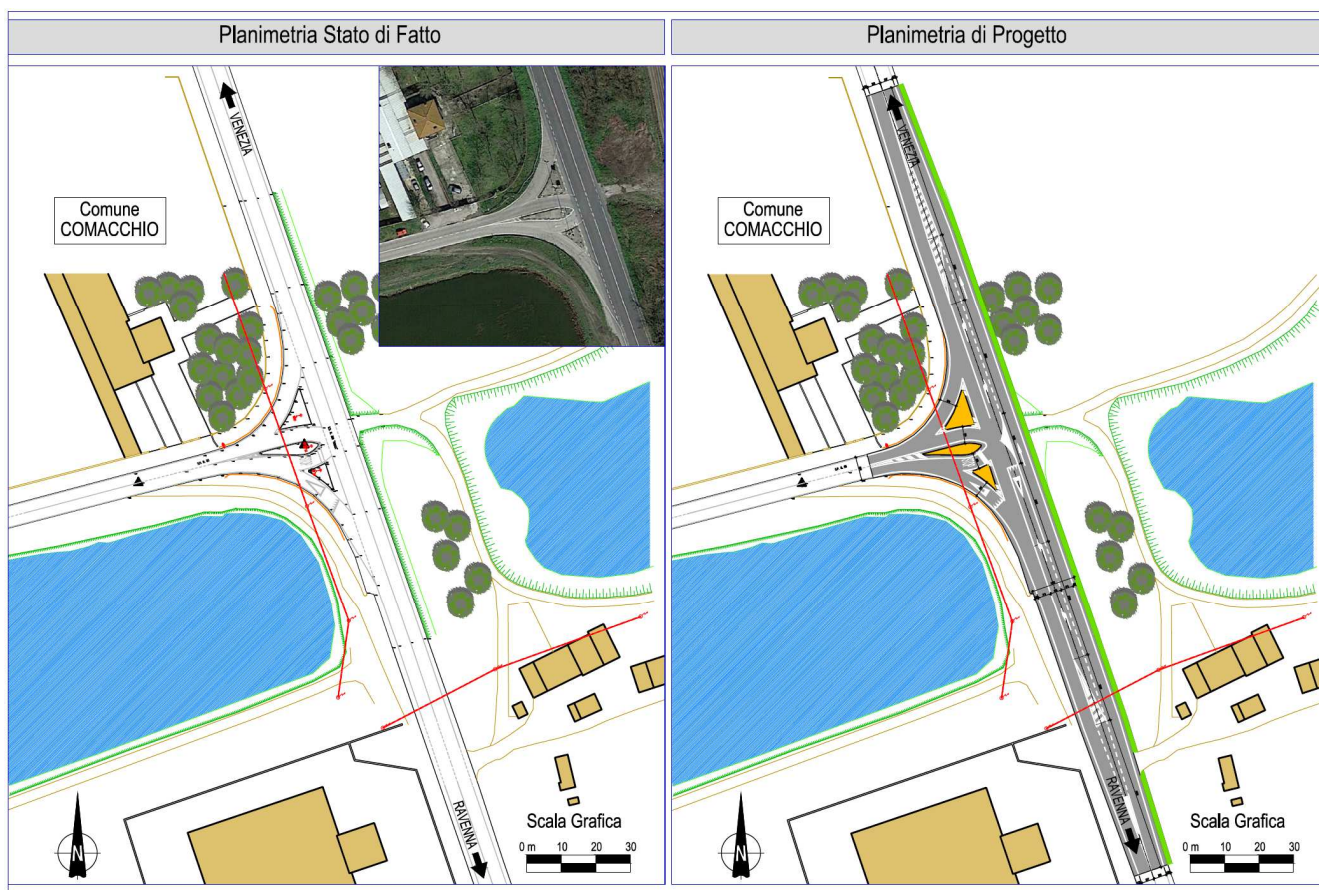 Planimetria Stato di Fatto
VENEZIA
Comune
COMACCHIO
RAVENNA
N
Scala Grafica
0 m 10 20 30
Planimetria di Progetto
VENEZIA
Comune
COMACCHIO
RAVENNA
N
Scala Grafica
0 m 10 20 30